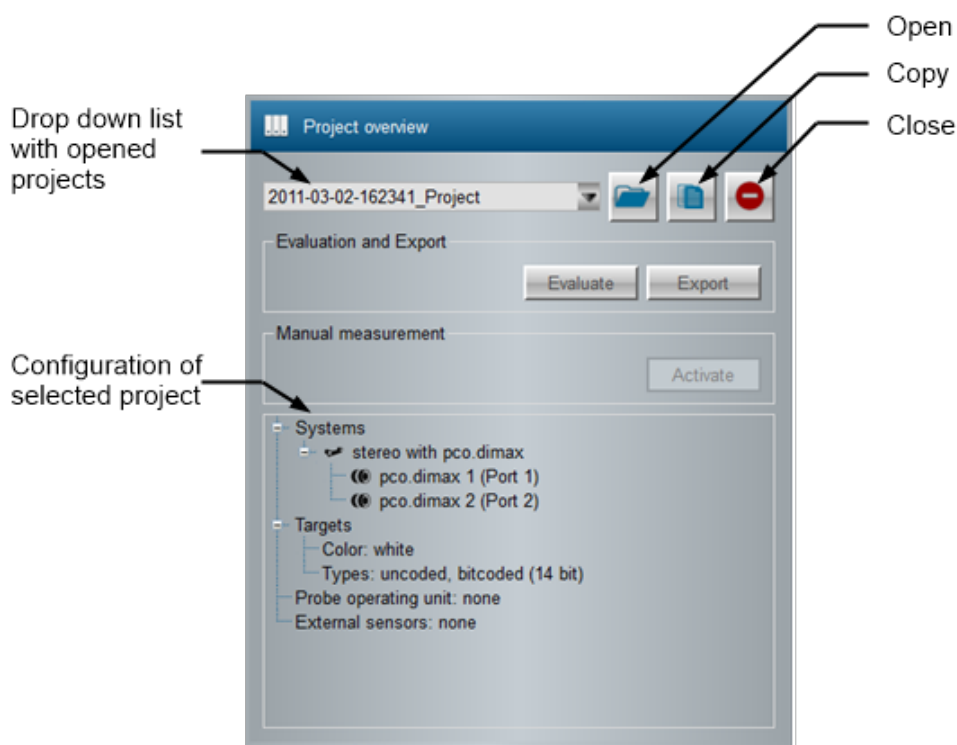 Open
Copy
Close
Drop down list
with opened
projects
Project overview
2011-03-02-162341_Project
Evaluation and Export
Evaluate
Export
Manual measurement
Activate
Configuration of
selected project
Systems
stereo with pco.dimax
pco.dimax 1 (Port 1)
pco.dimax 2 (Port 2)
Targets
Color: white
Types: uncoded, bitcoded (14 bit)
Probe operating unit: none
External sensors: none